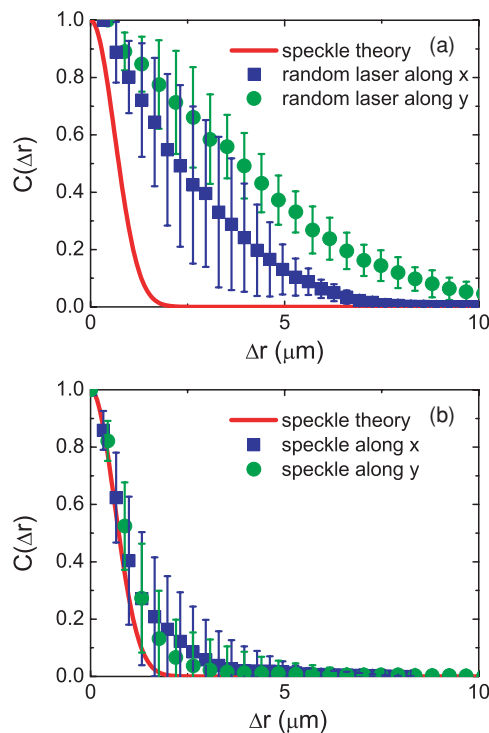 1.0
0.8
0.6
0.4
0.2
0.0
C(Δr)
speckle theory (a)
random laser along x
random laser along y
0 5 10
Δr (μm)
1.0
0.8
0.6
0.4
0.2
0.0
C(Δr)
speckle theory (b)
speckle along x
speckle along y
0 5 10
Δr (μm)